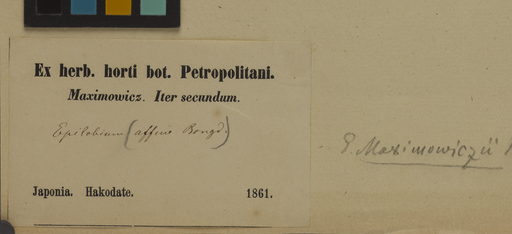 Ex herb. horti bot. Petropolitani.
Maximowicz. Iter secundum.
Epilobium (affine Bongd.)
E. Maximowiczii
Japonia. Hakodate. 1861.